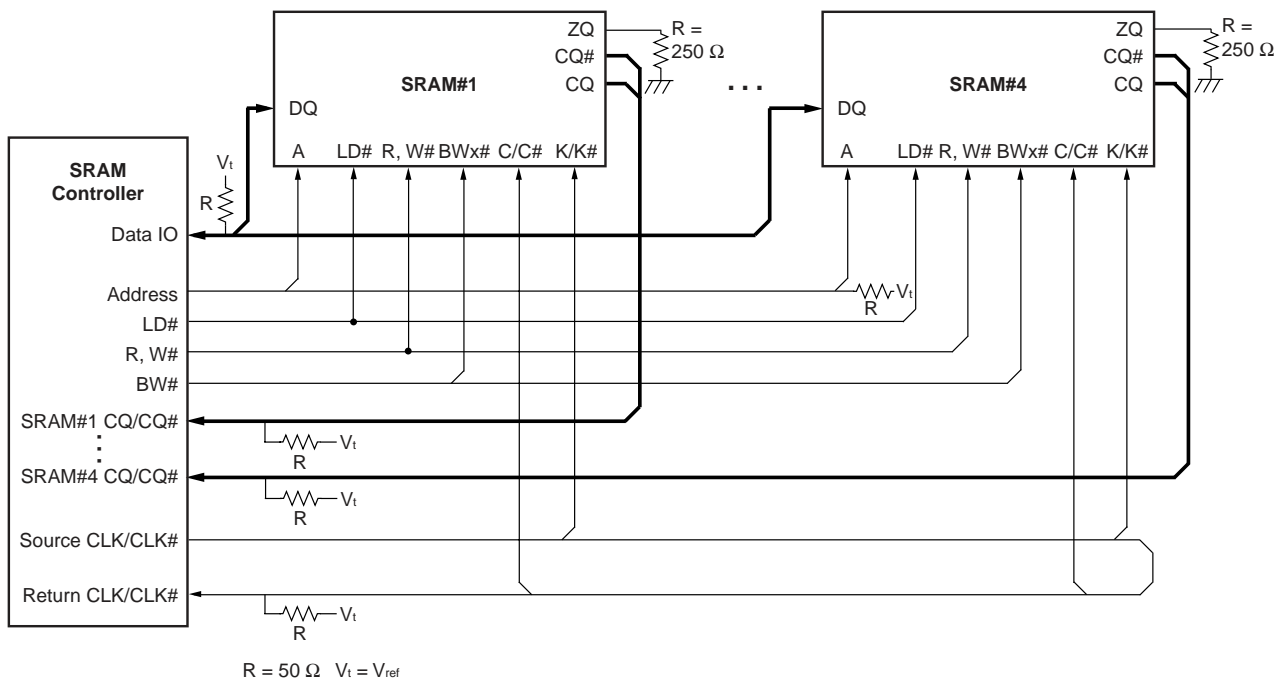 ZQ
CQ#
CQ
SRAM#1
DQ
A LD# R, W# BWx# C/C# K/K#
R =
250 Ω
...
ZQ
CQ#
CQ
SRAM#4
DQ
A LD# R, W# BWx# C/C# K/K#
R =
250 Ω
SRAM
Controller
Vt
R
Data IO
Address
R
Vt
LD#
R, W#
BW#
SRAM#1 CQ/CQ#
R
Vt
SRAM#4 CQ/CQ#
R
Vt
Source CLK/CLK#
Return CLK/CLK#
R
Vt
R = 50 Ω Vt = Vref